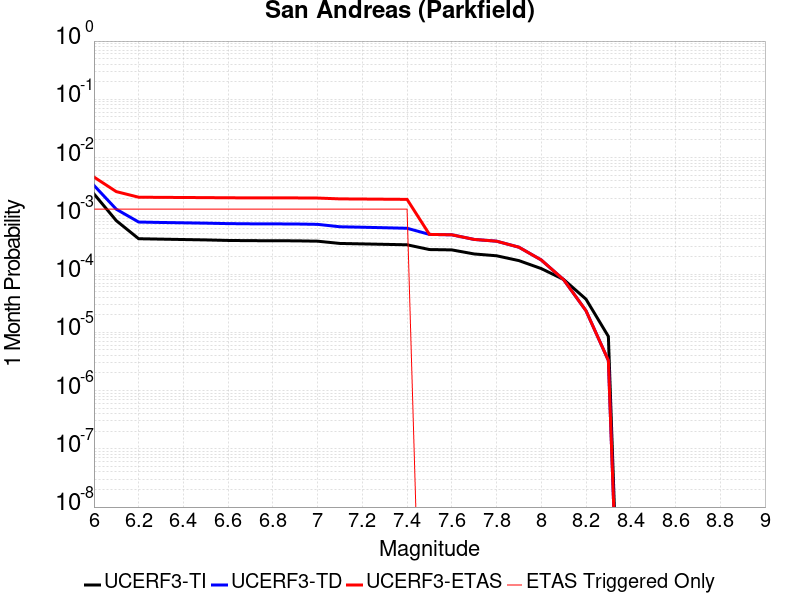 San Andreas (Parkfield)
1 Month Probability
10^0
10^-1
10^-2
10^-3
10^-4
10^-5
10^-6
10^-7
10^-8
6 6.2 6.4 6.6 6.8 7 7.2 7.4 7.6 7.8 8 8.2 8.4 8.6 8.8 9
Magnitude
UCERF3-TI UCERF3-TD UCERF3-ETAS ETAS Triggered Only